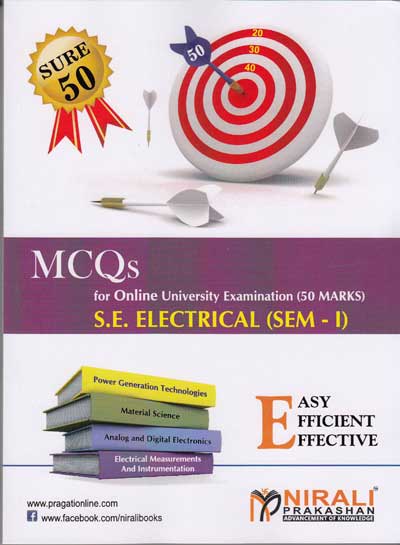 SURE
50
20
30
40
50
MCQs
for Online University Examination (50 MARKS)
S.E. ELECTRICAL (SEM - I)
Power Generation Technologies
Material Science
Analog and Digital Electronics
Electrical Measurements
And Instrumentation
EASY
EFFICIENT
EFFECTIVE
www.pragationline.com
www.facebook.com/niralibooks
NIRALI
PRAKASHAN
ADVANCEMENT OF KNOWLEDGE